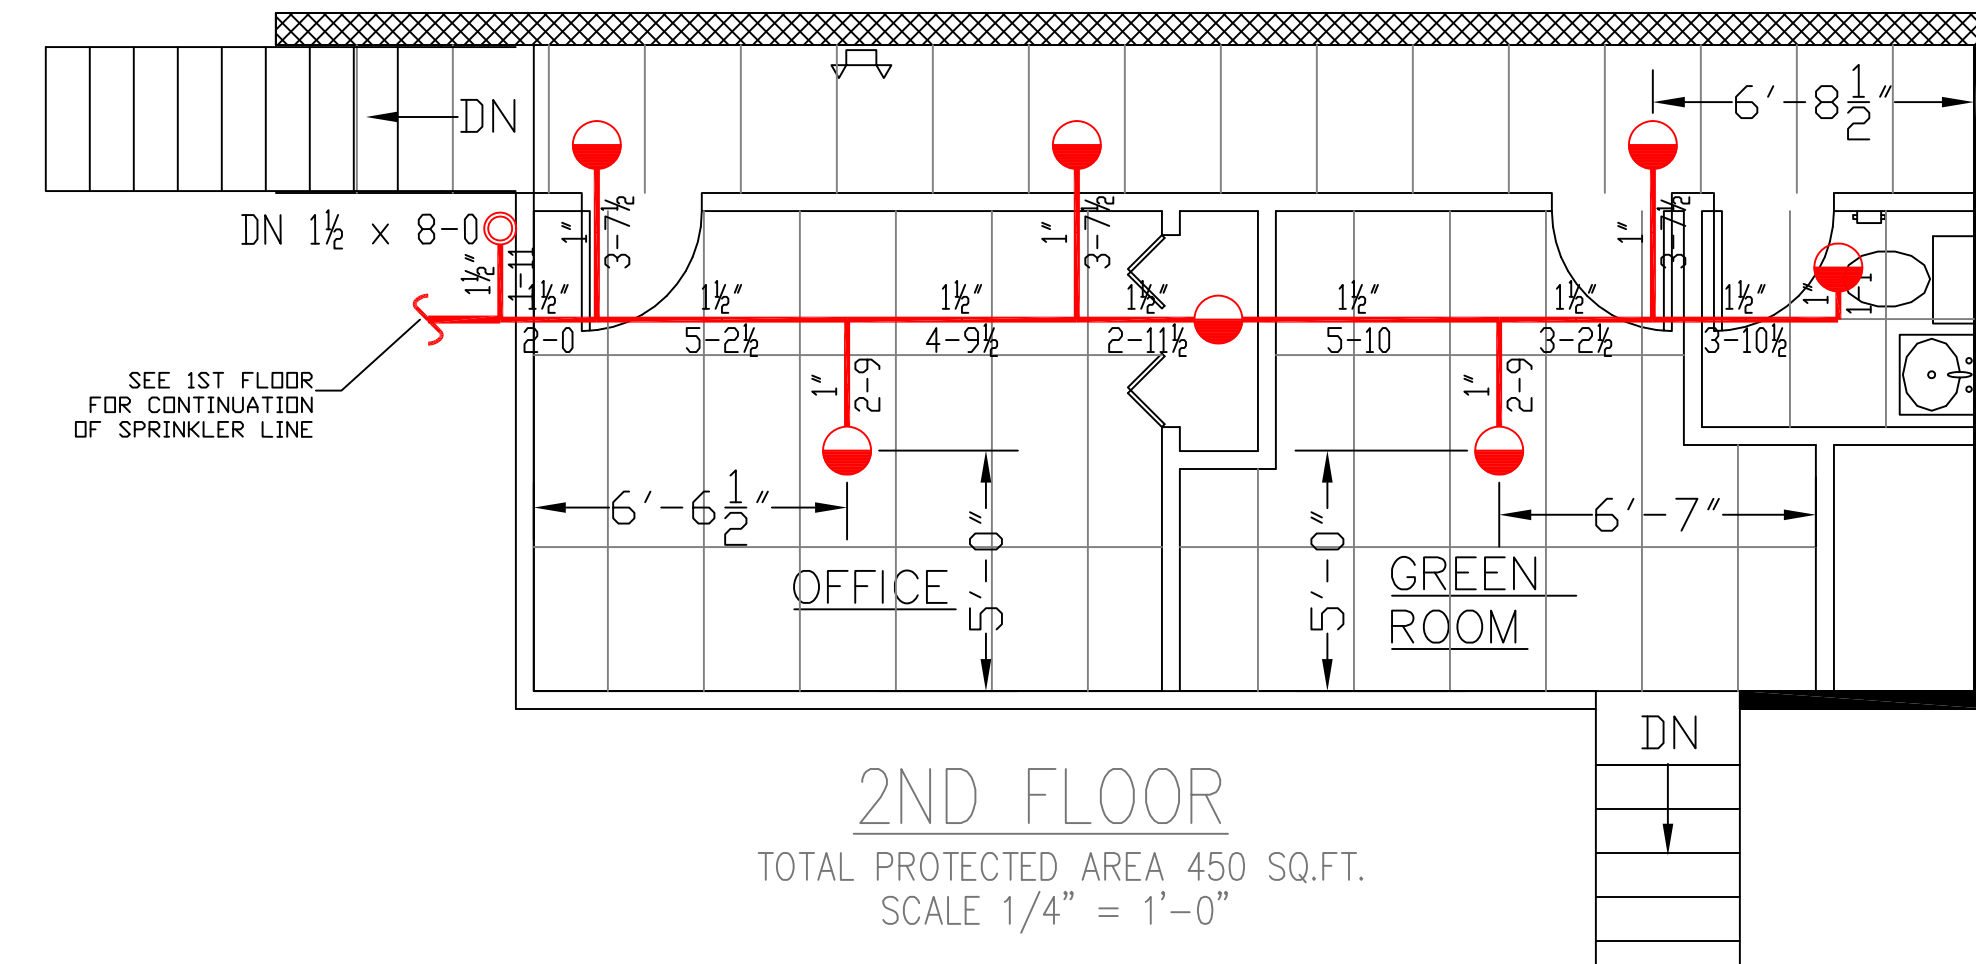 6'-8 1/2"
DN
DN 1½ x 8-0
1½"
1-11
1"
3-7½
1"
3-7½
1"
3-7½
1"
1-1
1½"
2-0
1½"
5-2½
1½"
4-9½
1½"
2-11½
1½"
5-10
1½"
3-2½
1½"
3-10½
SEE 1ST FLOOR
FOR CONTINUATION
OF SPRINKLER LINE
1"
2-9
1"
2-9
6'-6 1/2"
5'-0"
5'-0"
6'-7"
OFFICE
GREEN
ROOM
DN
2ND FLOOR
TOTAL PROTECTED AREA 450 SQ.FT.
SCALE 1/4” = 1’-0”